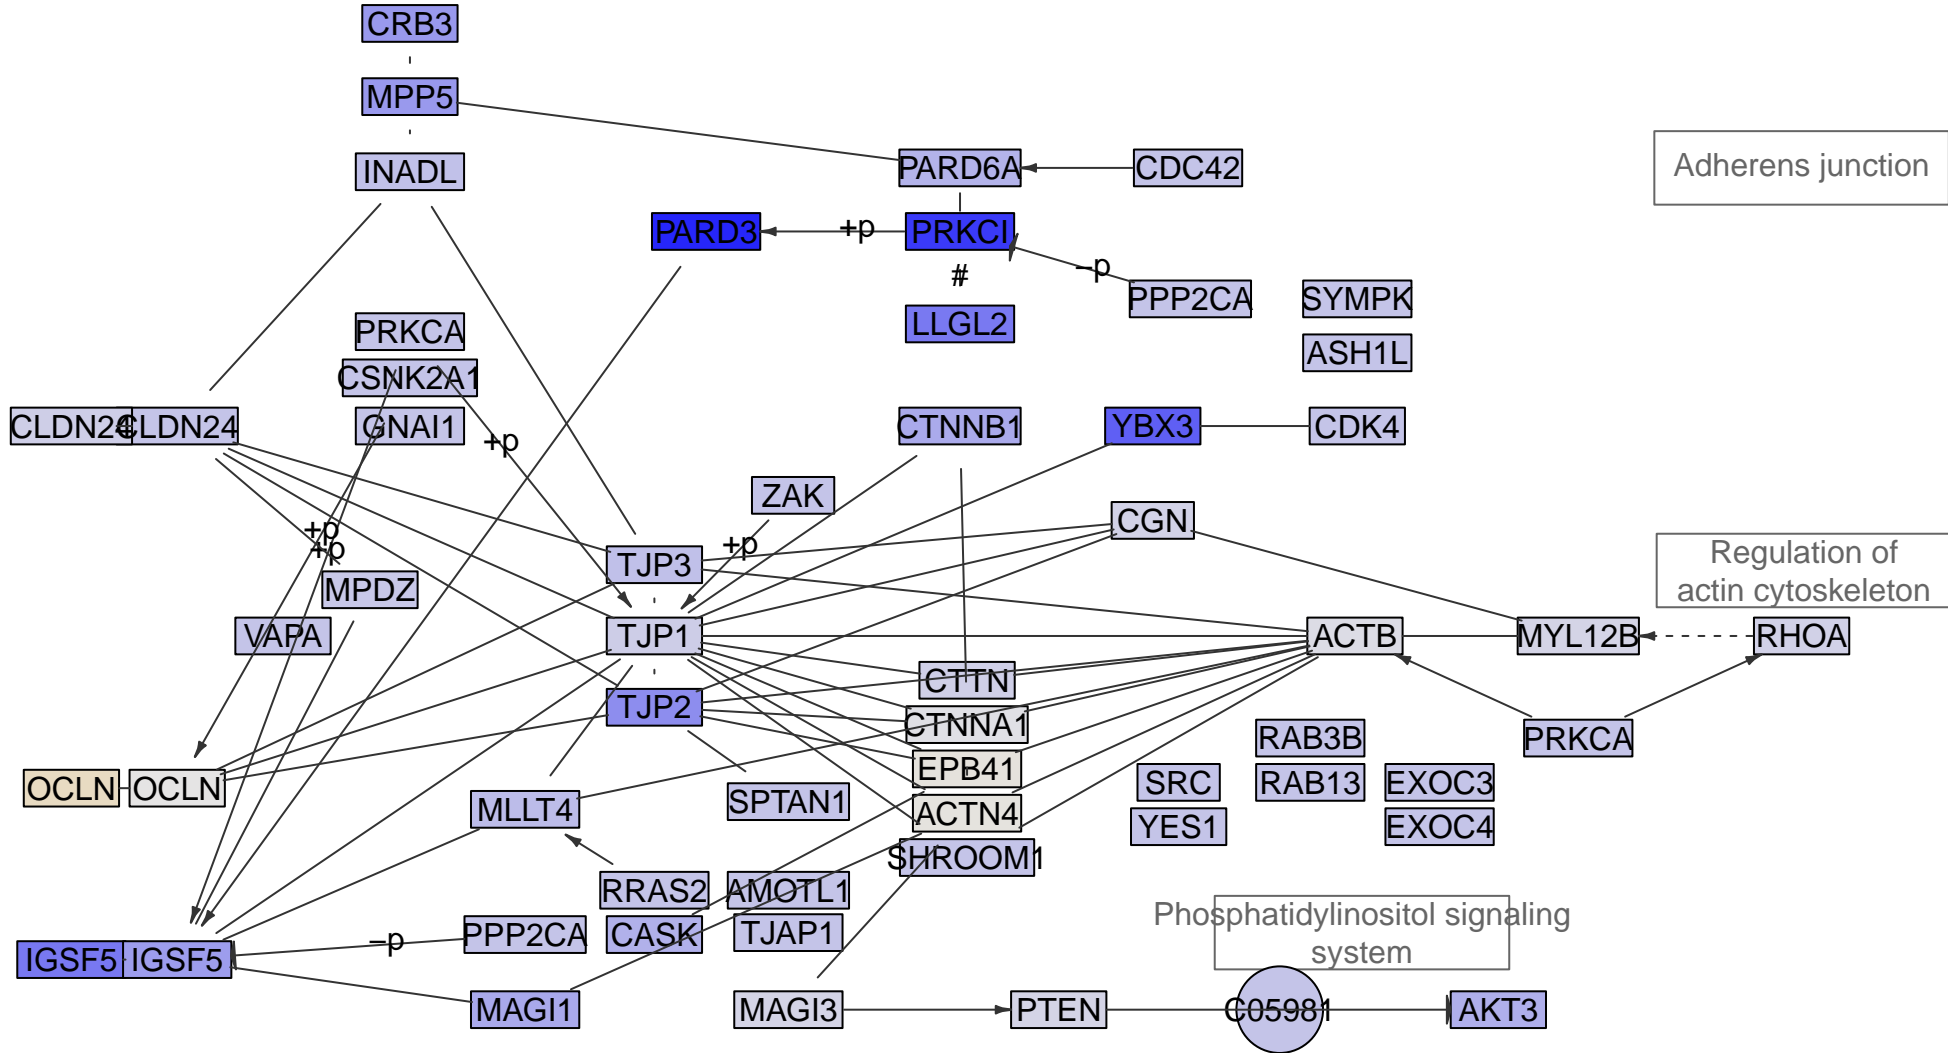 CRB3
MPP5
Adherens junction
INADL
PARD6A
CDC42
PARD3
+p
PRKCI
#
–p
PPP2CA
SYMPK
LLGL2
PRKCA
ASH1L
CSNK2A1
CLDN24
CLDN24
GNAI1
+p
CTNNB1
YBX3
CDK4
ZAK
CGN
+p
+p
+p
TJP3
MPDZ
Regulation of
actin cytoskeleton
VAPA
TJP1
ACTB
MYL12B
RHOA
CTTN
TJP2
CTNNA1
RAB3B
PRKCA
EPB41
OCLN
OCLN
SRC
RAB13
EXOC3
MLLT4
SPTAN1
ACTN4
YES1
EXOC4
SHROOM1
RRAS2
AMOTL1
PPP2CA
CASK
TJAP1
–p
Phosphatidylinositol signaling
system
IGSF5
IGSF5
MAGI1
MAGI3
PTEN
C05981
AKT3